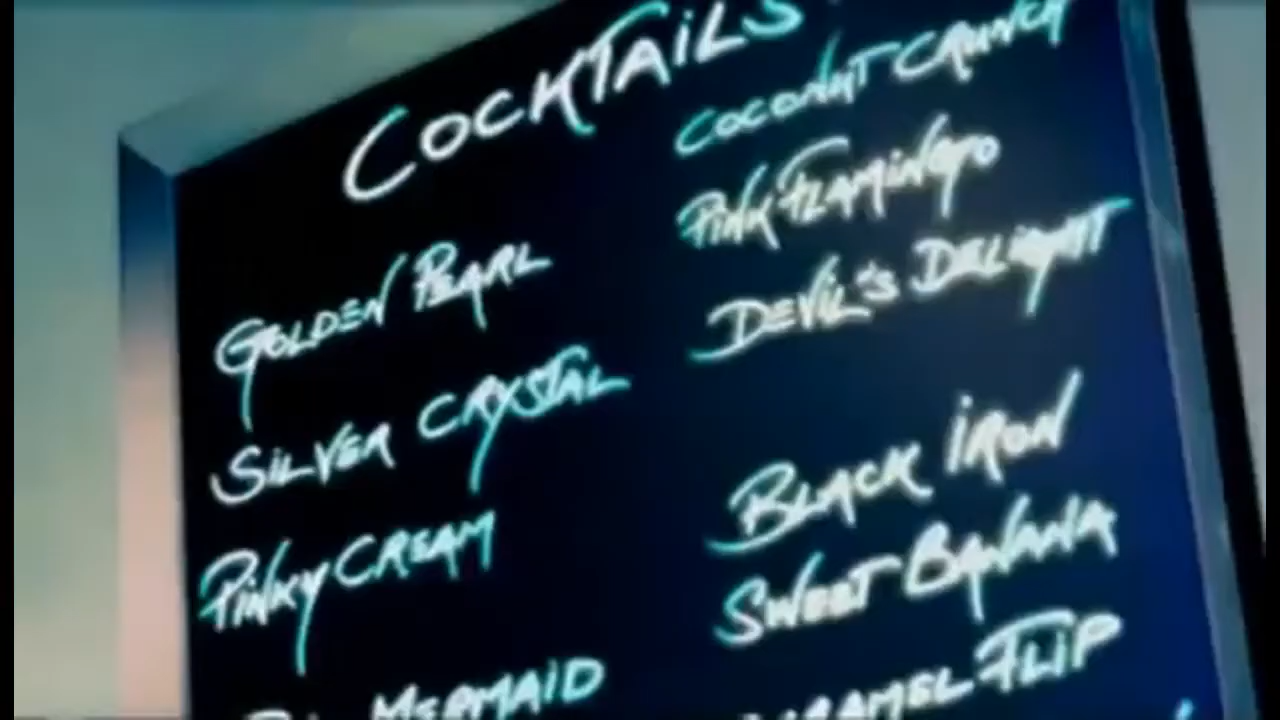 COCKTAILS
GOLDEN PEARL
SILVER CRYSTAL
PINKY CREAM
MERMAID
COCONUT CRUNCH
PINK FLAMINGO
DEVIL'S DELIGHT
BLACK IRON
SWEET BANANA
FLIP